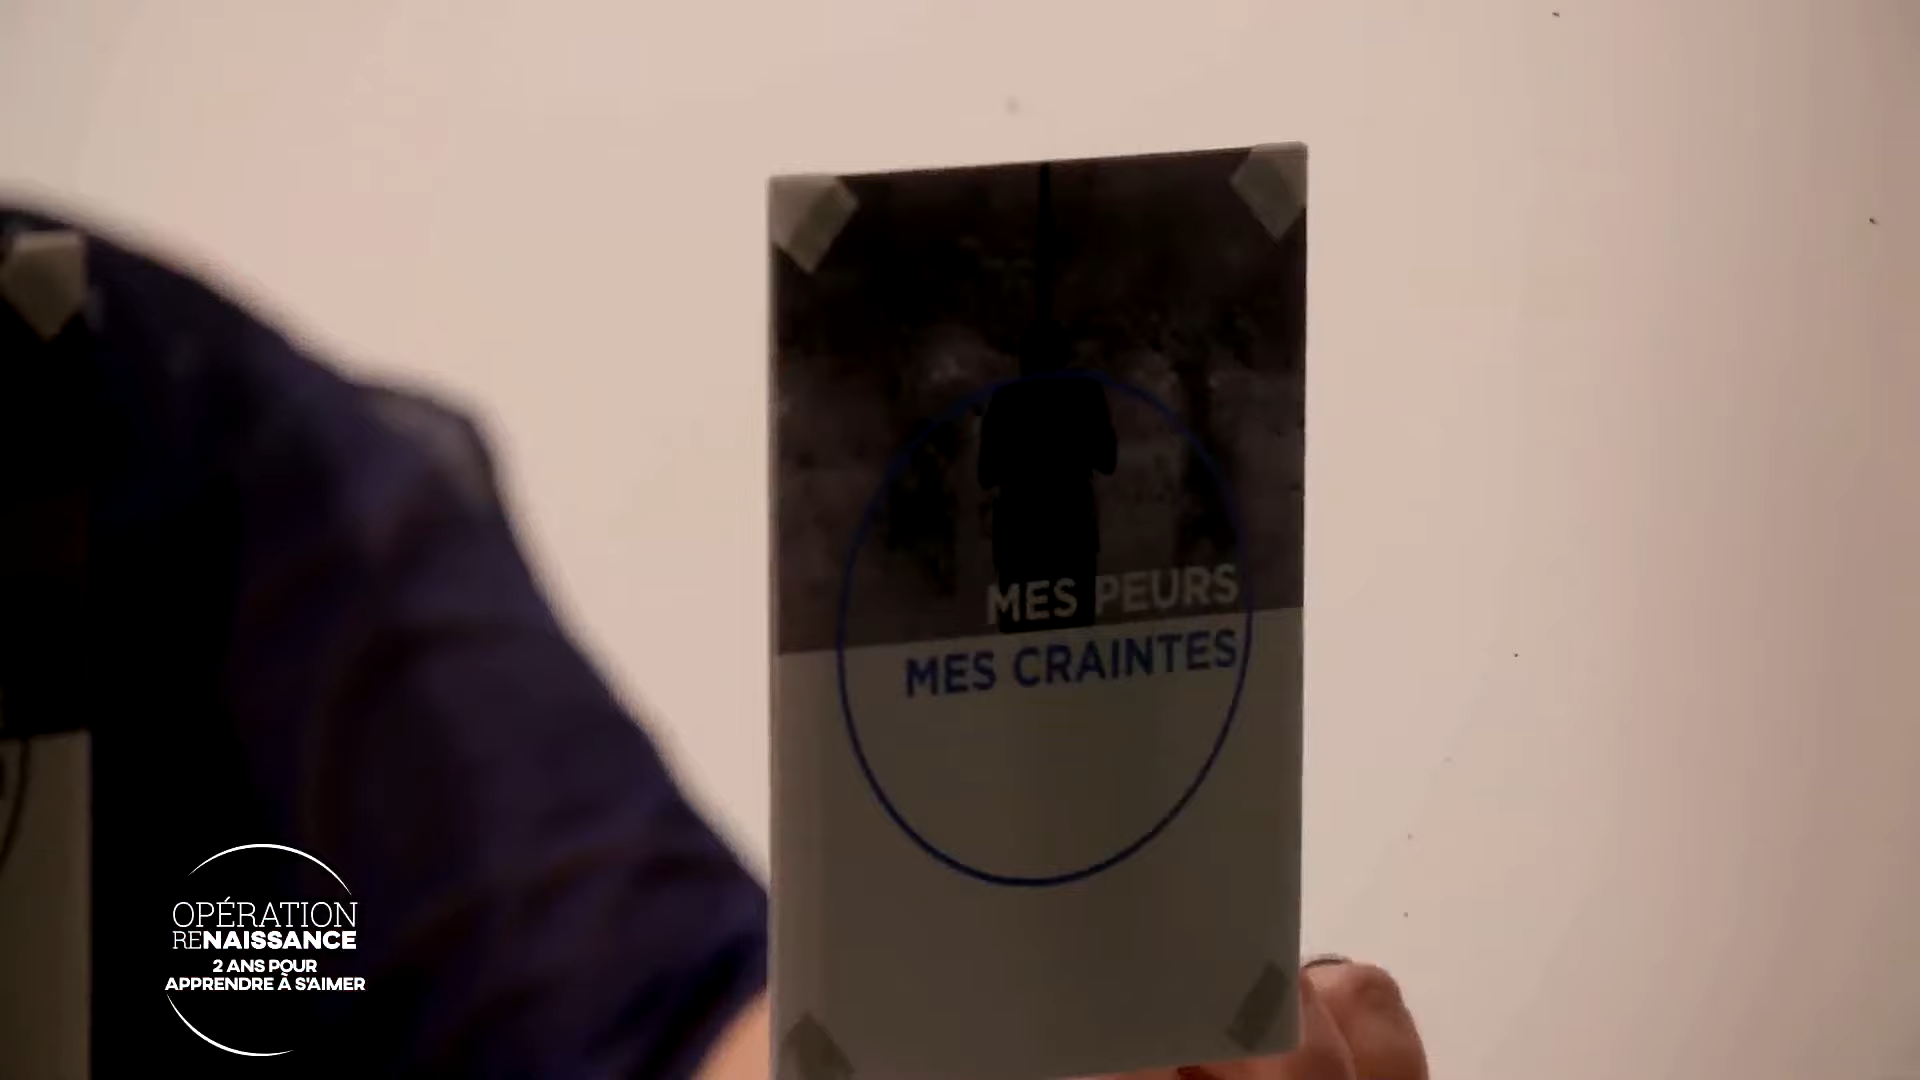 MES PEURS
MES CRAINTES
OPÉRATION
RENAISSANCE
2 ANS POUR
APPRENDRE À S'AIMER